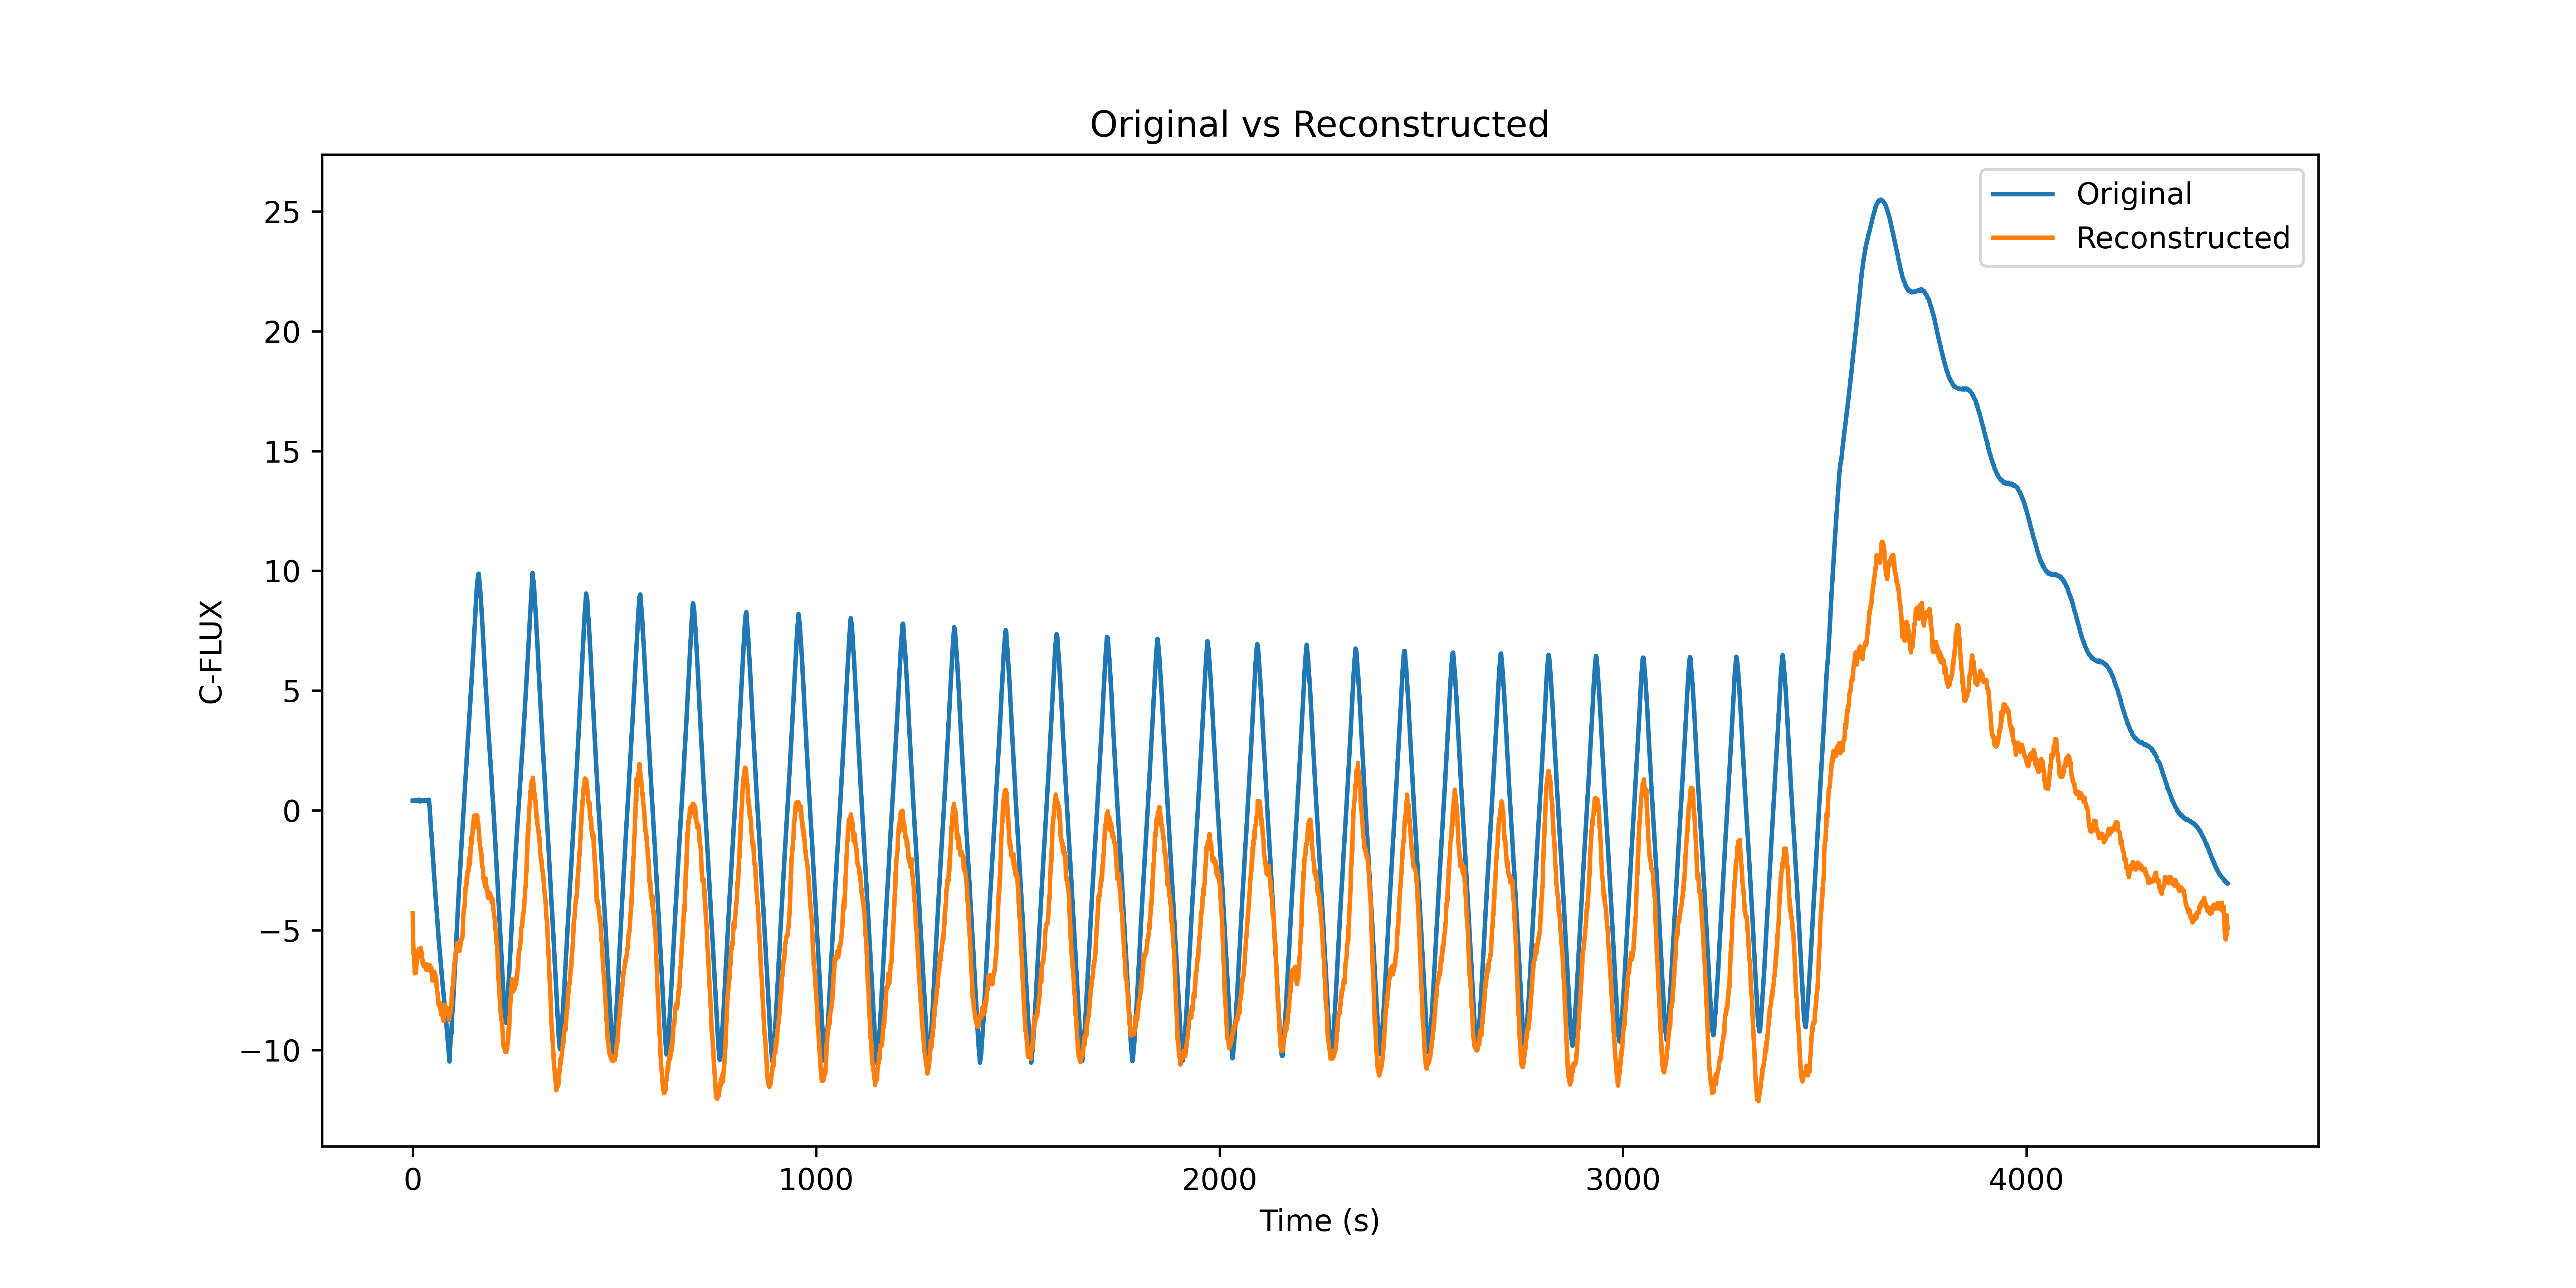 Original vs Reconstructed
Original
Reconstructed
25
20
15
10
5
0
−5
−10
C-FLUX
0 1000 2000 3000 4000
Time (s)